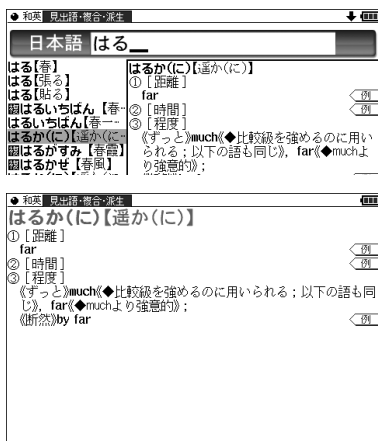 和英 見出語・複合・派生
日本語 はる
はる【春】
はる【張る】
はる【貼る】
はるいちばん【春
はるいちばん【春一
はるか(に)【遥か(に
はるがすみ【春霞】
はるかぜ【春風】
はるか(に)【遥か(に)】
①［距離］
far
例
②［時間］
例
③［程度］
《ずっと》much《◆比較級を強めるのに用い
られる；以下の語も同じ》, far《◆muchよ
り強意的》；
和英 見出語・複合・派生
はるか(に)【遥か(に)】
①［距離］
far
例
②［時間］
例
③［程度］
《ずっと》much《◆比較級を強めるのに用いられる；以下の語も同
じ》, far《◆muchより強意的》；
《断然》by far
例